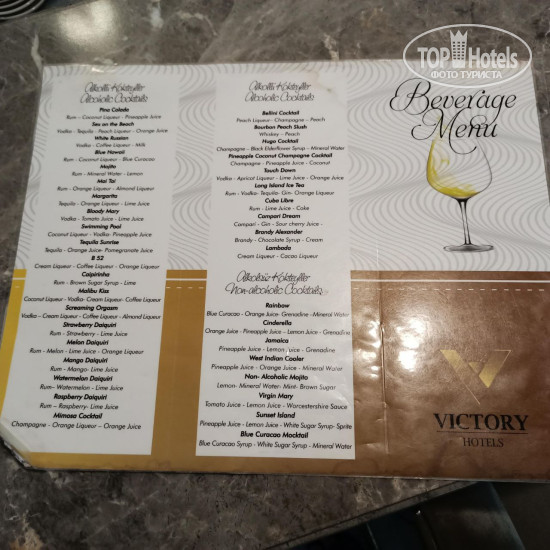 Alkollü Kokteyller
Alcoholic Cocktails
Pina Colada
Rum - Coconut Liqueur - Pineapple Juice
Sex on the Beach
Vodka - Tequila - Peach Liqueur - Orange Juice
White Russian
Vodka - Coffee Liqueur - Milk
Blue Hawaii
Rum - Coconut Liqueur - Blue Curacao
Mojito
Rum - Mineral Water - Lemon
Mai Tai
Rum - Orange Liqueur - Almond Liqueur
Margarita
Tequila - Orange Liqueur - Lime Juice
Bloody Mary
Vodka - Tomato Juice - Lime Juice
Swimming Pool
Coconut Liqueur - Vodka - Pineapple Juice
Tequila Sunrise
Tequila - Orange Juice- Pomegranate Juice
B 52
Cream Liqueur - Coffee Liqueur - Orange Liqueur
Caipirinha
Rum - Brown Sugar Syrup - Lime
Malibu Kiss
Coconut Liqueur - Vodka- Cream Liqueur- Coffee Liqueur
Screaming Orgasm
Vodka – Cream Liqueur - Coffee Liqueur - Almond Liqueur
Strawberry Daiquiri
Rum – Strawberry – Lime Juice
Melon Daiquiri
Rum – Melon - Lime Juice - Orange Liqueur
Mango Daiquiri
Rum - Mango- Lime Juice
Watermelon Daiquiri
Rum- Watermelon - Lime Juice
Raspberry Daiquiri
Rum – Raspberry- Lime Juice
Mimosa Cocktail
Champagne - Orange Liqueur – Orange Juice
Alkollü Kokteyller
Alcoholic Cocktails
Bellini Cocktail
Peach Liqueur - Champagne - Peach
Bourbon Peach Slush
Whiskey - Peach
Hugo Cocktail
Champagne - Black Elderflower Syrup - Mineral Water
Pineapple Coconut Champagne Cocktail
Champagne - Pineapple Juice - Coconut
Touch Down
Vodka - Apricot Liqueur - Lime Juice - Orange Juice
Long Island Ice Tea
Rum - Vodka- Tequila- Gin- Orange Liqueur
Cuba Libre
Rum - Lime Juice - Coke
Campari Dream
Campari - Gin - Sour cherry Juice -
Brandy Alexander
Brandy - Chocolate Syrup - Cream
Lambada
Cream Liqueur - Cacao Liqueur
Alkolsüz Kokteyller
Non-alcoholic Cocktails
Rainbow
Blue Curacao - Orange Juice- Grenadine - Mineral Water
Cinderella
Orange Juice - Pineapple Juice - Lemon Juice - Grenadine
Jamaica
Pineapple Juice - Lemon Juice - Grenadine
West Indian Cooler
Pineapple Juice - Orange Juice - Mineral Water
Non- Alcoholic Mojito
Lemon- Mineral Water- Mint- Brown Sugar
Virgin Mary
Tomato Juice - Lemon Juice - Worcestershire Sauce
Sunset Island
Pineapple Juice - Lemon Juice - White Sugar Syrup- Sprite
Blue Curacao Mocktail
Blue Curacao Syrup - White Sugar Syrup - Mineral Water
Beverage
Menu
VICTORY
HOTELS
TOP Hotels
ФОТО ТУРИСТА